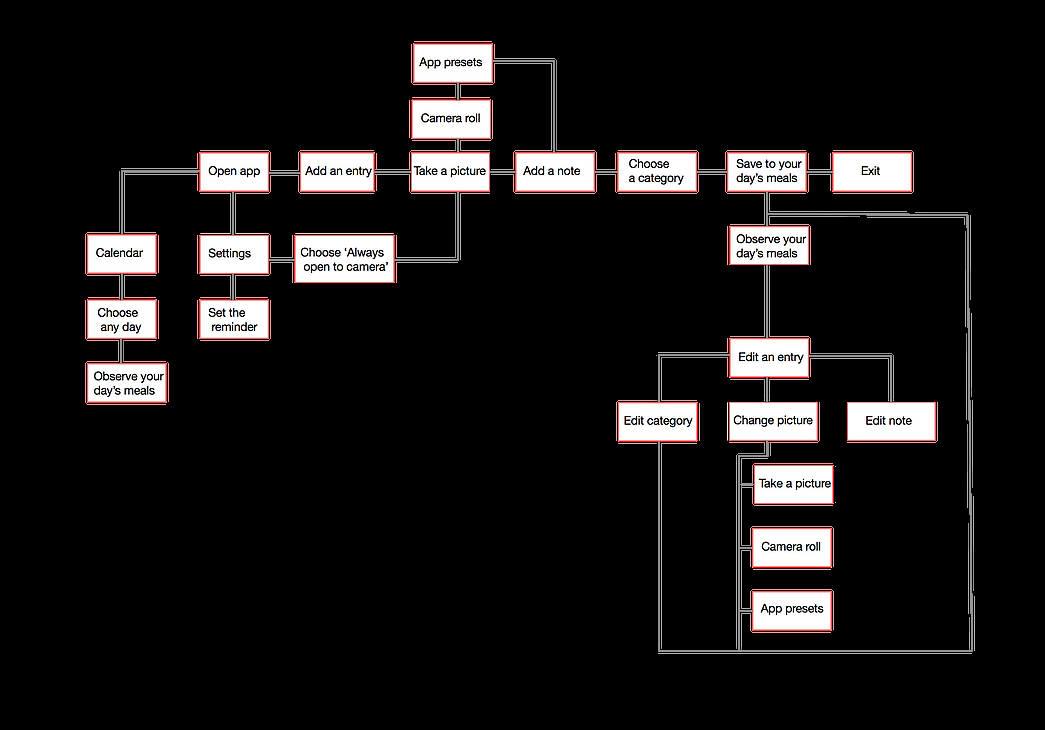 App presets
Camera roll
Open app
Add an entry
Take a picture
Add a note
Choose
a category
Save to your
day's meals
Exit
Calendar
Settings
Choose ‘Always
open to camera’
Observe your
day's meals
Choose
any day
Set the
reminder
Observe your
day's meals
Edit an entry
Edit category
Change picture
Edit note
Take a picture
Camera roll
App presets